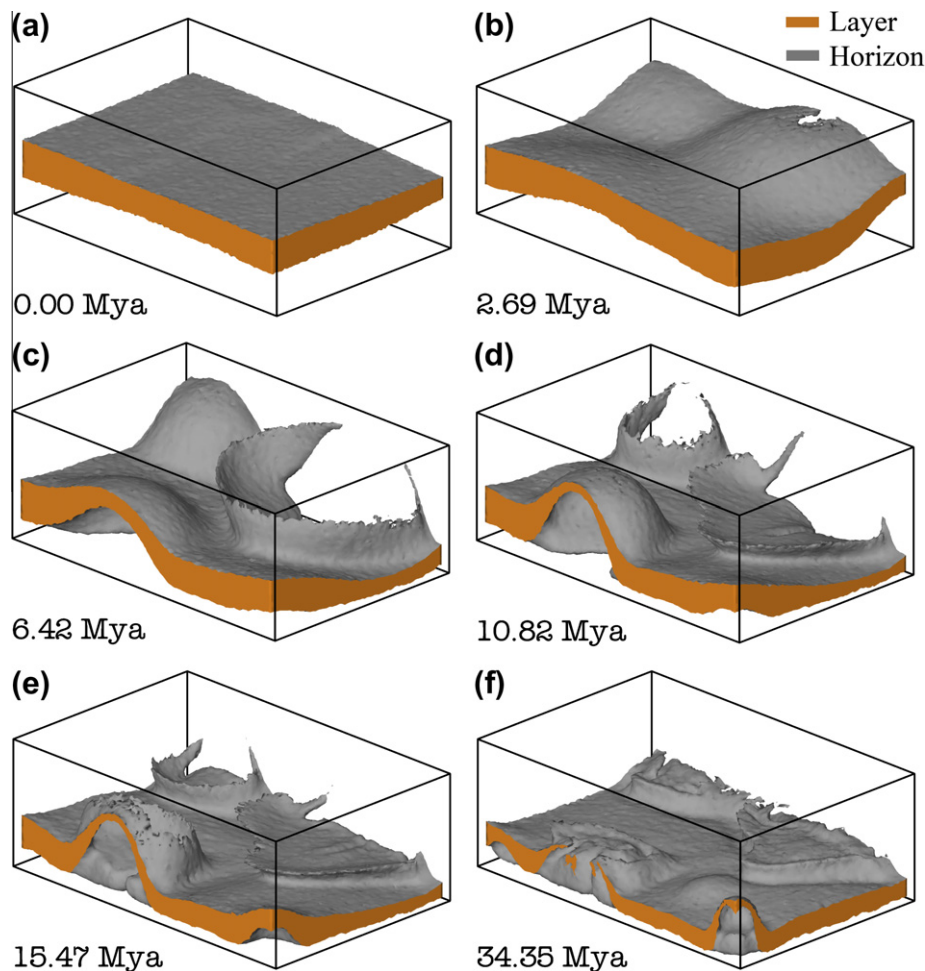 (a)
(b)
Layer
Horizon
0.00 Mya
2.69 Mya
(c)
(d)
6.42 Mya
10.82 Mya
(e)
(f)
15.47 Mya
34.35 Mya